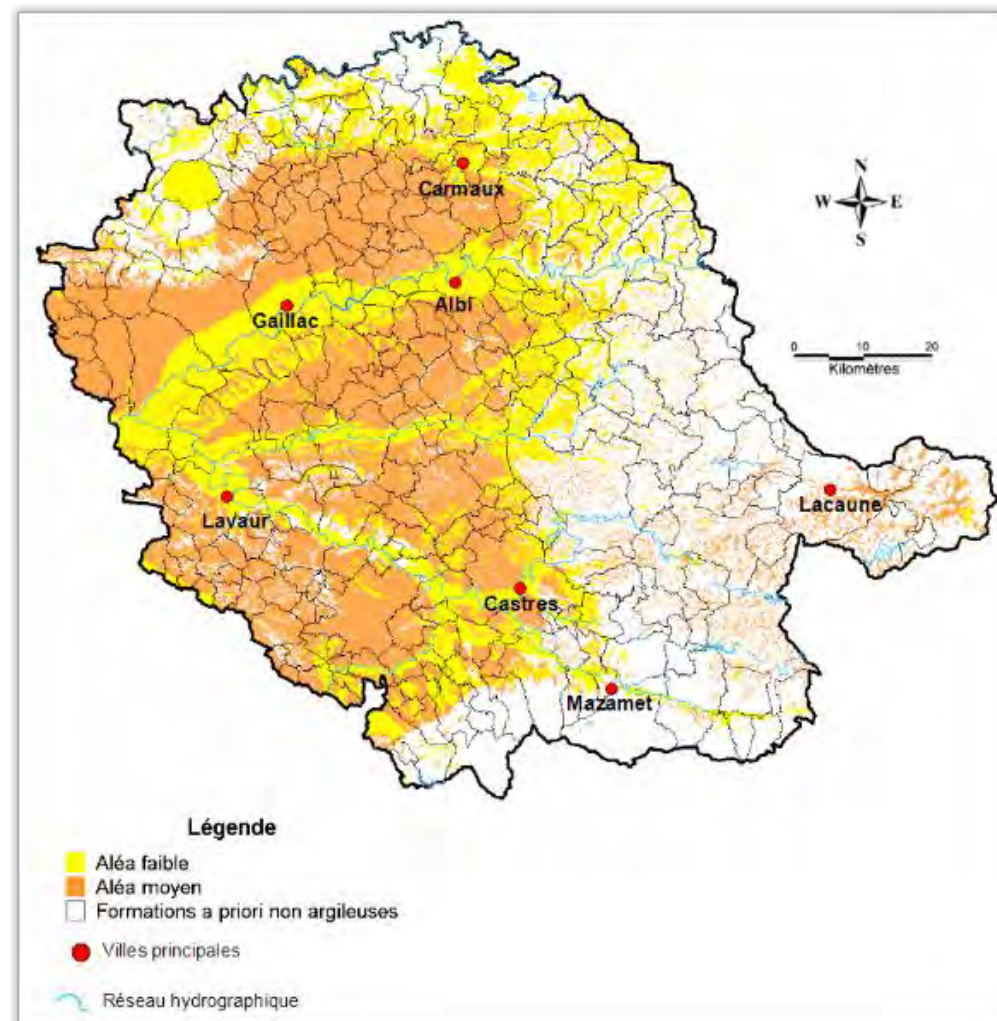 N
W E
S
Carmaux
Albi
Gaillac
0 10 20
Kilomètres
Lacaune
Lavaur
Castres
Mazamet
Légende
Aléa faible
Aléa moyen
Formations a priori non argileuses
Villes principales
Réseau hydrographique